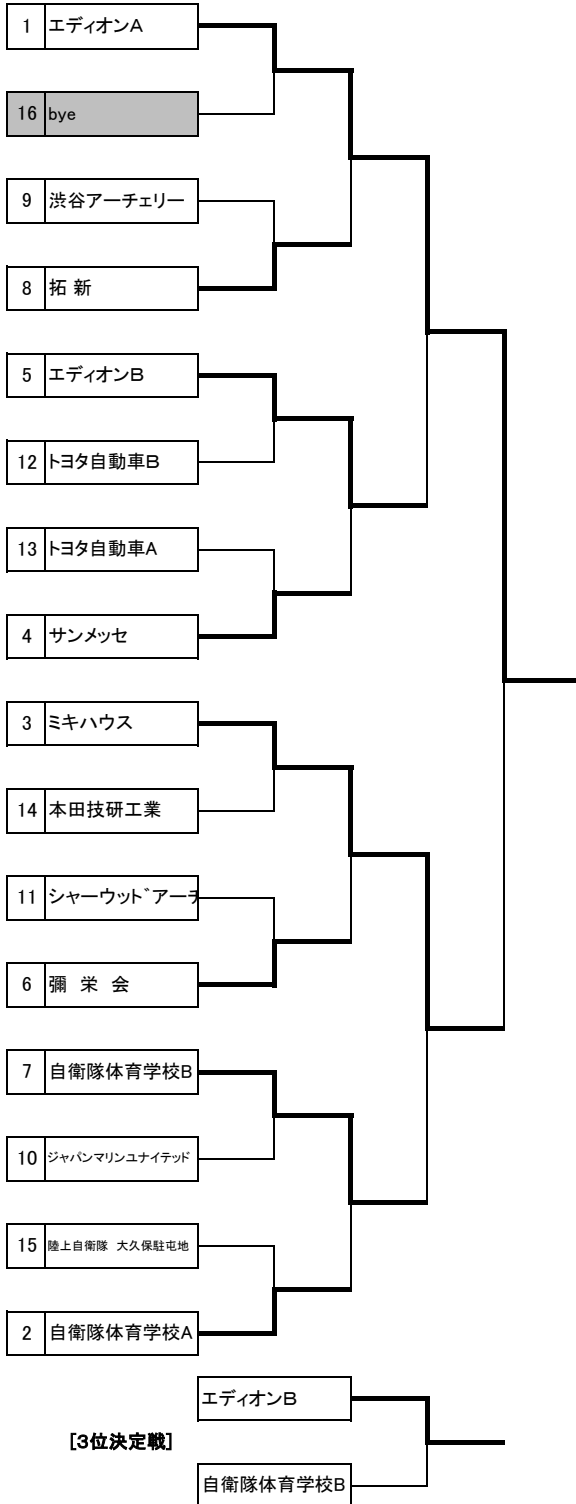 1 エディオンA
16 bye
9 渋谷アーチェリー
8 拓 新
5 エディオンB
12 トヨタ自動車B
13 トヨタ自動車A
4 サンメッセ
3 ミキハウス
14 本田技研工業
11 シャーウッド゛アーチ
6 彌 栄 会
7 自衛隊体育学校B
10 ジャパンマリンユナイテッド
15 陸上自衛隊 大久保駐屯地
2 自衛隊体育学校A
エディオンB
[3位決定戦]
自衛隊体育学校B